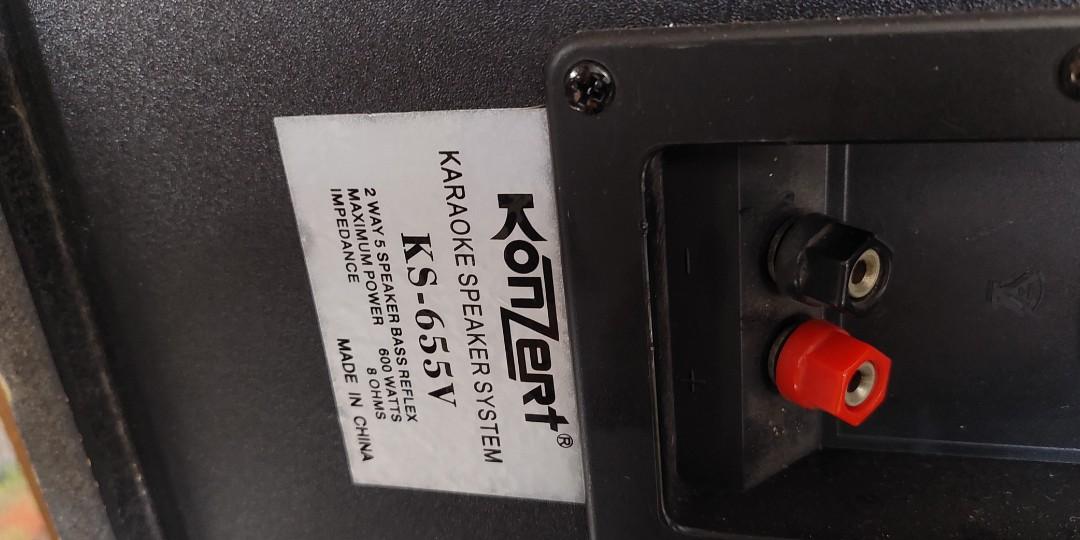 KONZERT®
KARAOKE SPEAKER SYSTEM
KS-655V
2 WAY 5 SPEAKER BASS REFLEX
MAXIMUM POWER 600 WATTS
IMPEDANCE 8 OHMS
MADE IN CHINA
- +